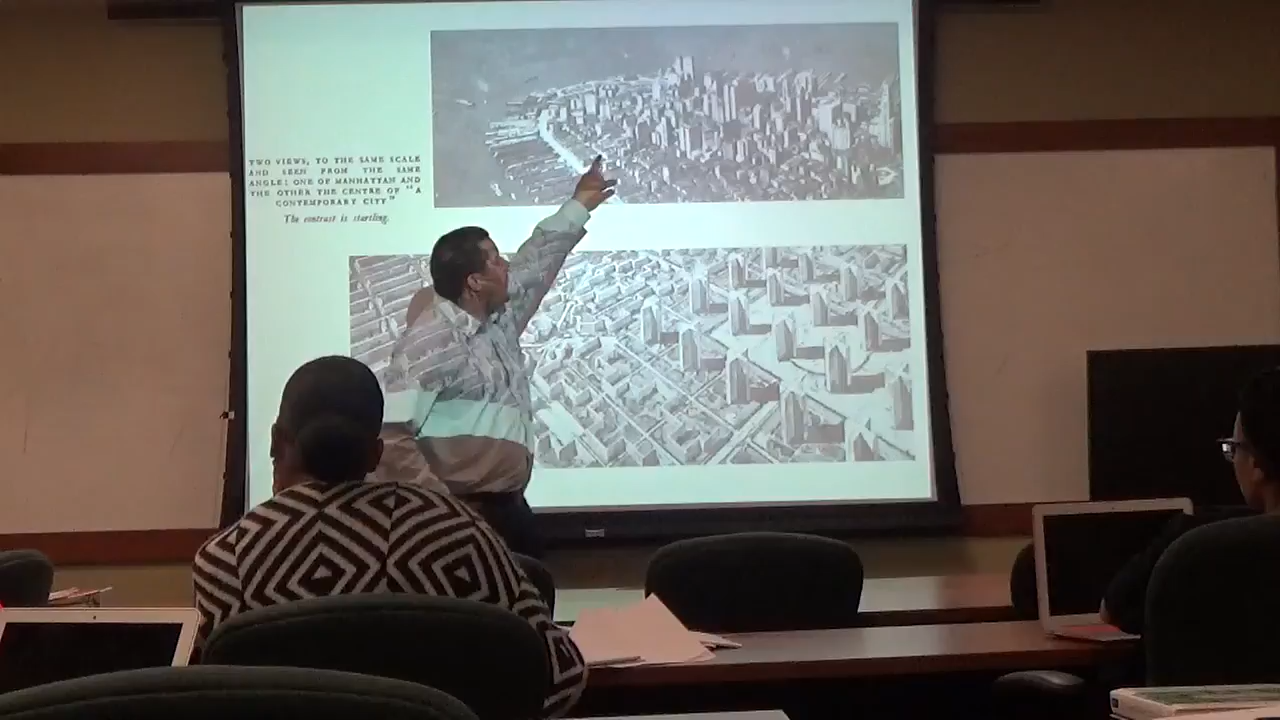 TWO VIEWS, TO THE SAME SCALE
AND SEEN FROM THE SAME
ANGLE: ONE OF MANHATTAN AND
THE OTHER THE CENTRE OF "A
CONTEMPORARY CITY"
The contrast is startling.